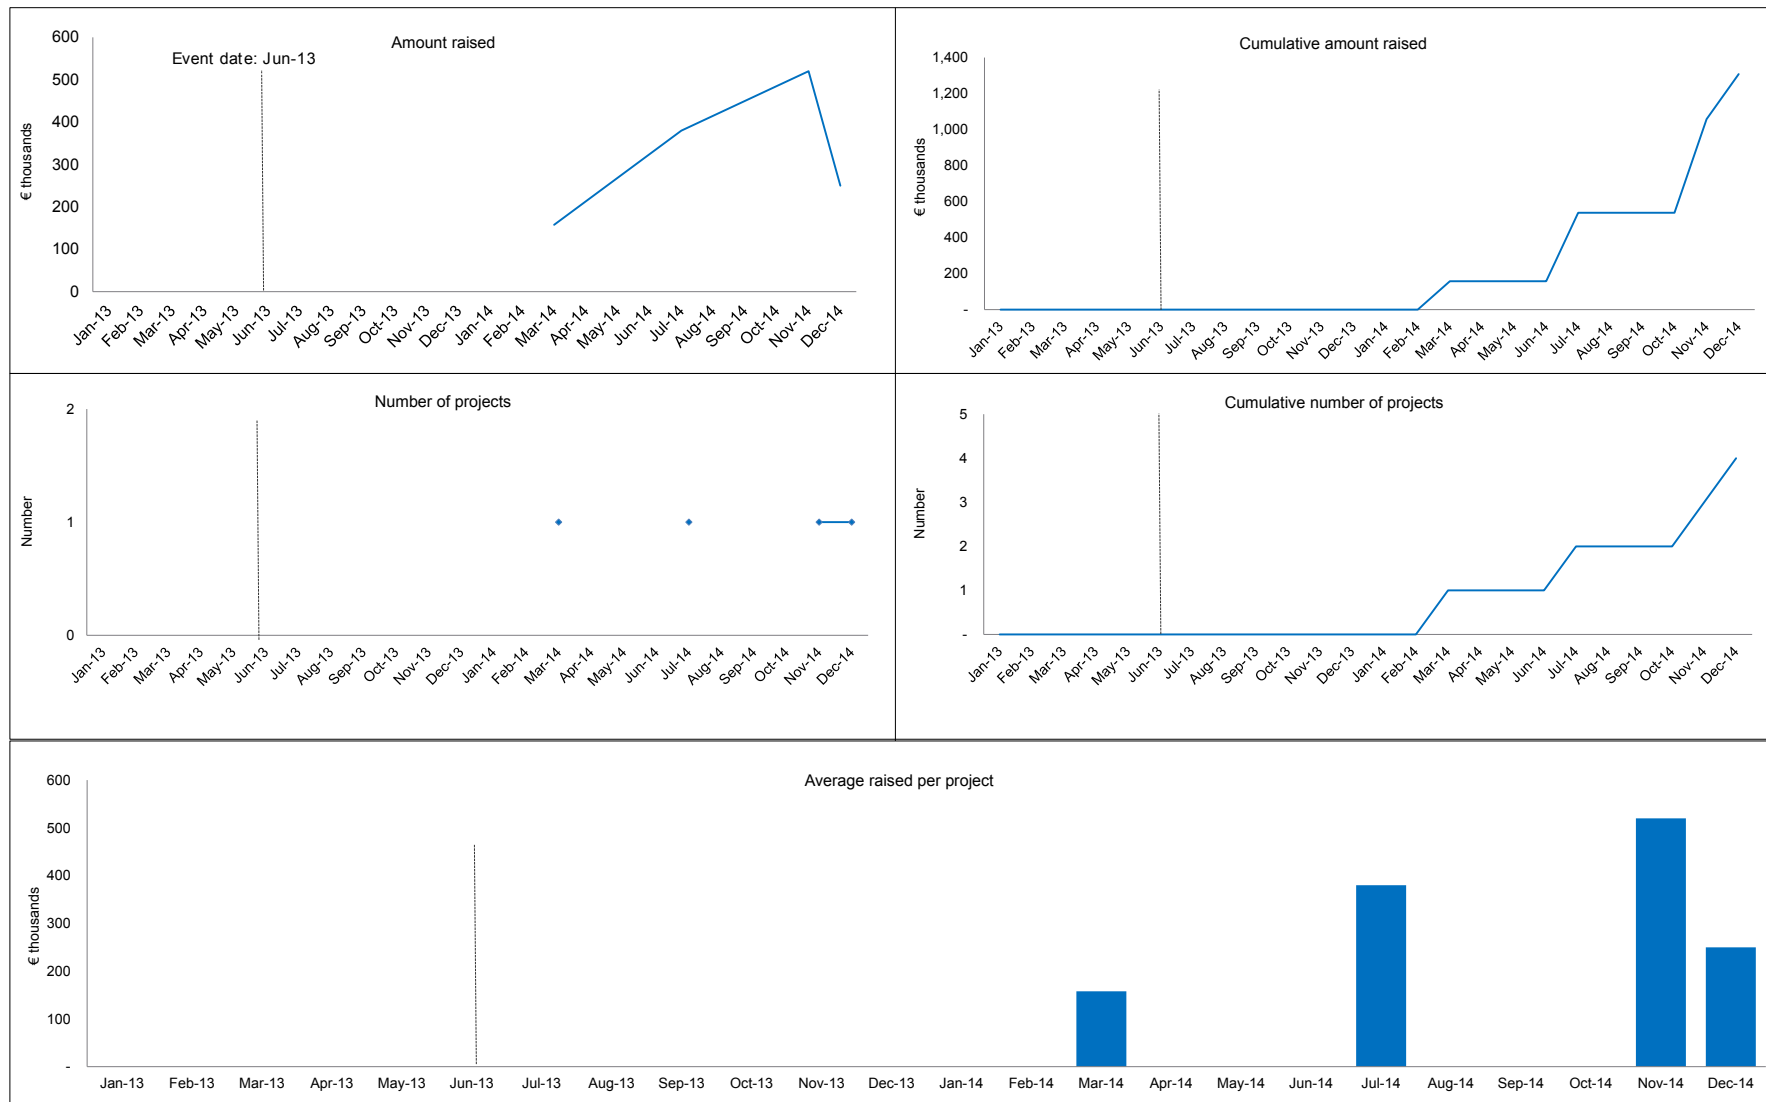 Amount raised
Event date: Jun-13
€ thousands
600
500
400
300
200
100
0
Jan-13 Feb-13 Mar-13 Apr-13 May-13 Jun-13 Jul-13 Aug-13 Sep-13 Oct-13 Nov-13 Dec-13 Jan-14 Feb-14 Mar-14 Apr-14 May-14 Jun-14 Jul-14 Aug-14 Sep-14 Oct-14 Nov-14 Dec-14
Cumulative amount raised
€ thousands
1,400
1,200
1,000
800
600
400
200
-
Jan-13 Feb-13 Mar-13 Apr-13 May-13 Jun-13 Jul-13 Aug-13 Sep-13 Oct-13 Nov-13 Dec-13 Jan-14 Feb-14 Mar-14 Apr-14 May-14 Jun-14 Jul-14 Aug-14 Sep-14 Oct-14 Nov-14 Dec-14
Number of projects
Number
2
1
0
Jan-13 Feb-13 Mar-13 Apr-13 May-13 Jun-13 Jul-13 Aug-13 Sep-13 Oct-13 Nov-13 Dec-13 Jan-14 Feb-14 Mar-14 Apr-14 May-14 Jun-14 Jul-14 Aug-14 Sep-14 Oct-14 Nov-14 Dec-14
Cumulative number of projects
Number
5
4
3
2
1
-
Jan-13 Feb-13 Mar-13 Apr-13 May-13 Jun-13 Jul-13 Aug-13 Sep-13 Oct-13 Nov-13 Dec-13 Jan-14 Feb-14 Mar-14 Apr-14 May-14 Jun-14 Jul-14 Aug-14 Sep-14 Oct-14 Nov-14 Dec-14
Average raised per project
€ thousands
600
500
400
300
200
100
-
Jan-13 Feb-13 Mar-13 Apr-13 May-13 Jun-13 Jul-13 Aug-13 Sep-13 Oct-13 Nov-13 Dec-13 Jan-14 Feb-14 Mar-14 Apr-14 May-14 Jun-14 Jul-14 Aug-14 Sep-14 Oct-14 Nov-14 Dec-14